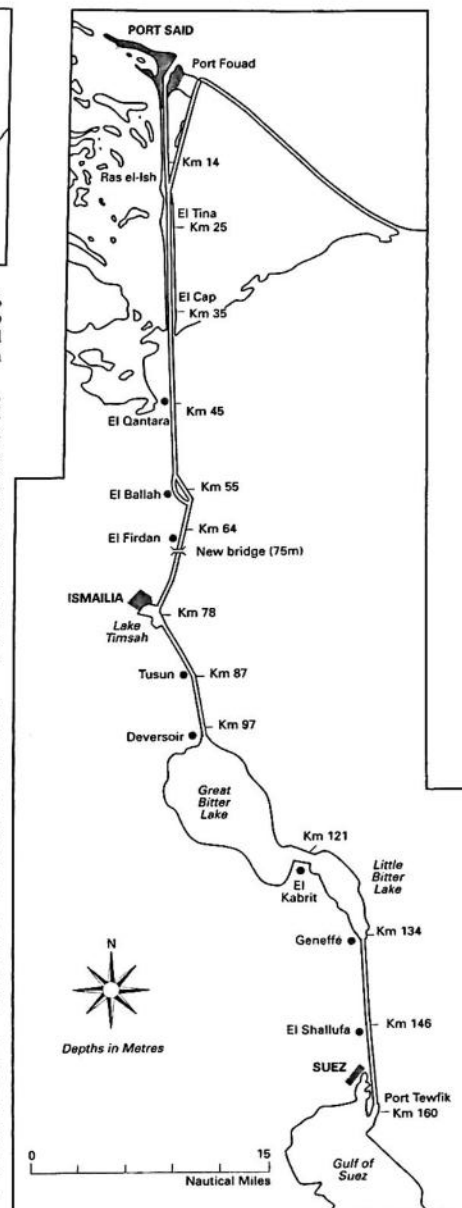 PORT SAID
Port Fouad
Km 14
Ras el-Ish
El Tina
Km 25
El Cap
Km 35
Km 45
El Qantara
Km 55
El Ballah
Km 64
El Firdan
New bridge (75m)
ISMAILIA
Km 78
Lake
Timsah
Tusun
Km 87
Km 97
Deversoir
Great
Bitter
Lake
Km 121
Little
Bitter
Lake
El
Kabrit
Km 134
Geneffé
N
Km 146
El Shallufa
Depths in Metres
SUEZ
Port Tewfik
Km 160
0
15
Nautical Miles
Gulf of
Suez